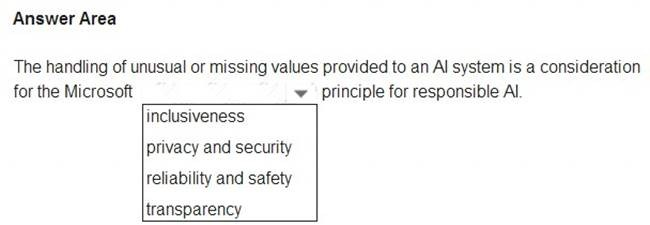 Answer Area
The handling of unusual or missing values provided to an AI system is a consideration
for the Microsoft principle for responsible AI.
inclusiveness
privacy and security
reliability and safety
transparency